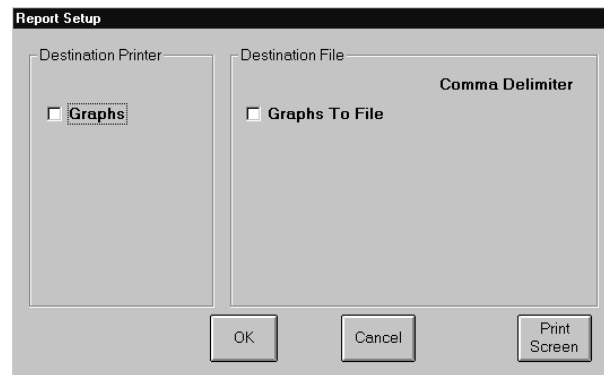 Report Setup
Destination Printer
Destination File
Comma Delimiter
Graphs
Graphs To File
OK
Cancel
Print
Screen